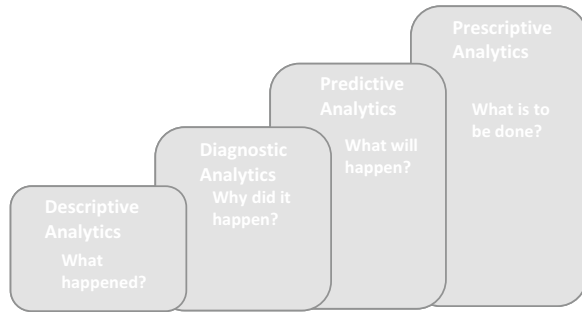 Descriptive
Analytics
What
happened?
Diagnostic
Analytics
Why did it
happen?
Predictive
Analytics
What will
happen?
Prescriptive
Analytics
What is to
be done?